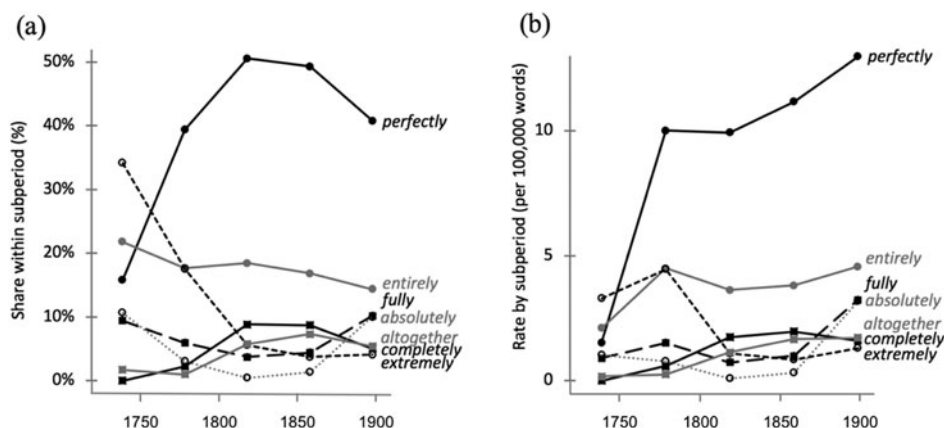 (a)
Share within subperiod (%)
50%
40%
30%
20%
10%
0%
1750
1800
1850
1900
perfectly
entirely
fully
absolutely
altogether
completely
extremely
(b)
Rate by subperiod (per 100,000 words)
10
5
0
1750
1800
1850
1900
perfectly
entirely
fully
absolutely
altogether
completely
extremely